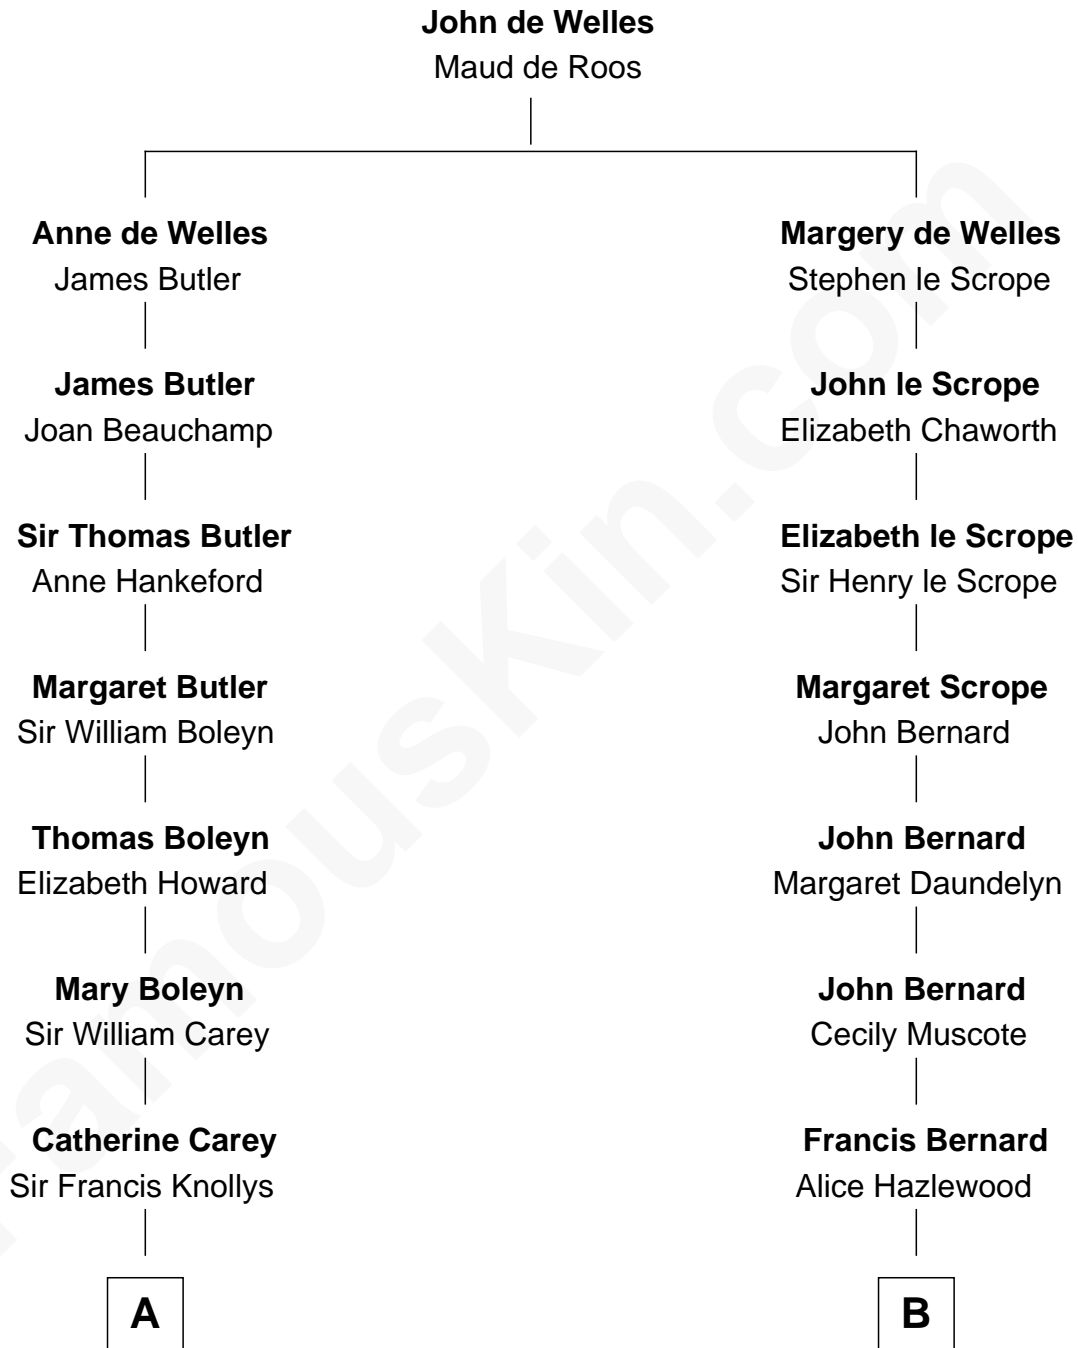 John de Welles
Maud de Roos
Anne de Welles
James Butler
Margery de Welles
Stephen le Scrope
James Butler
Joan Beauchamp
John le Scrope
Elizabeth Chaworth
Sir Thomas Butler
Anne Hankeford
Elizabeth le Scrope
Sir Henry le Scrope
Margaret Butler
Sir William Boleyn
Margaret Scrope
John Bernard
Thomas Boleyn
Elizabeth Howard
John Bernard
Margaret Daundelyn
Mary Boleyn
Sir William Carey
John Bernard
Cecily Muscote
Catherine Carey
Sir Francis Knollys
Francis Bernard
Alice Hazlewood
A
B
FamousKin.com